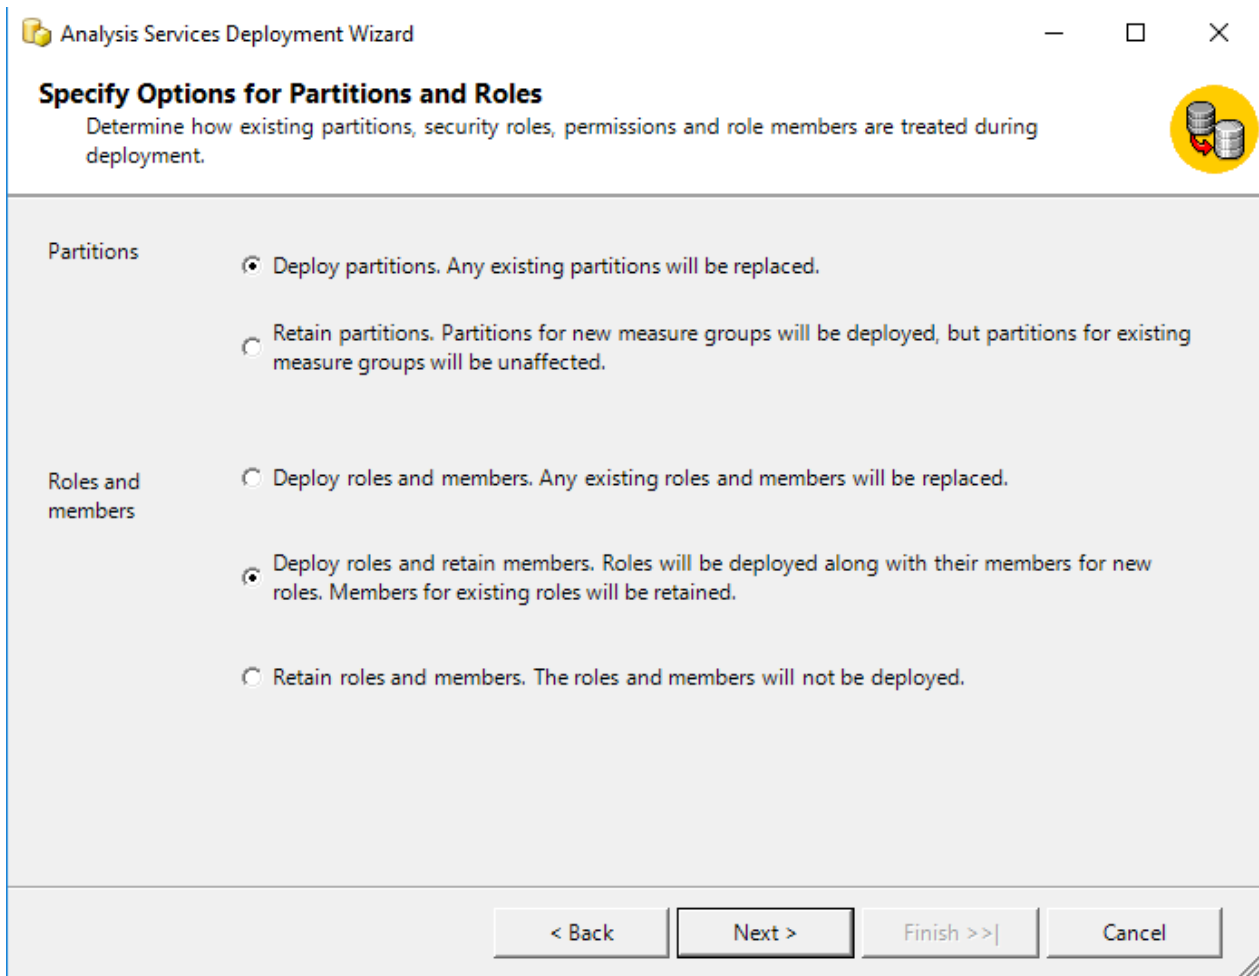 Analysis Services Deployment Wizard
Specify Options for Partitions and Roles
Determine how existing partitions, security roles, permissions and role members are treated during
deployment.
Partitions
Deploy partitions. Any existing partitions will be replaced.
Retain partitions. Partitions for new measure groups will be deployed, but partitions for existing
measure groups will be unaffected.
Roles and
members
Deploy roles and members. Any existing roles and members will be replaced.
Deploy roles and retain members. Roles will be deployed along with their members for new
roles. Members for existing roles will be retained.
Retain roles and members. The roles and members will not be deployed.
< Back
Next >
Finish >>|
Cancel